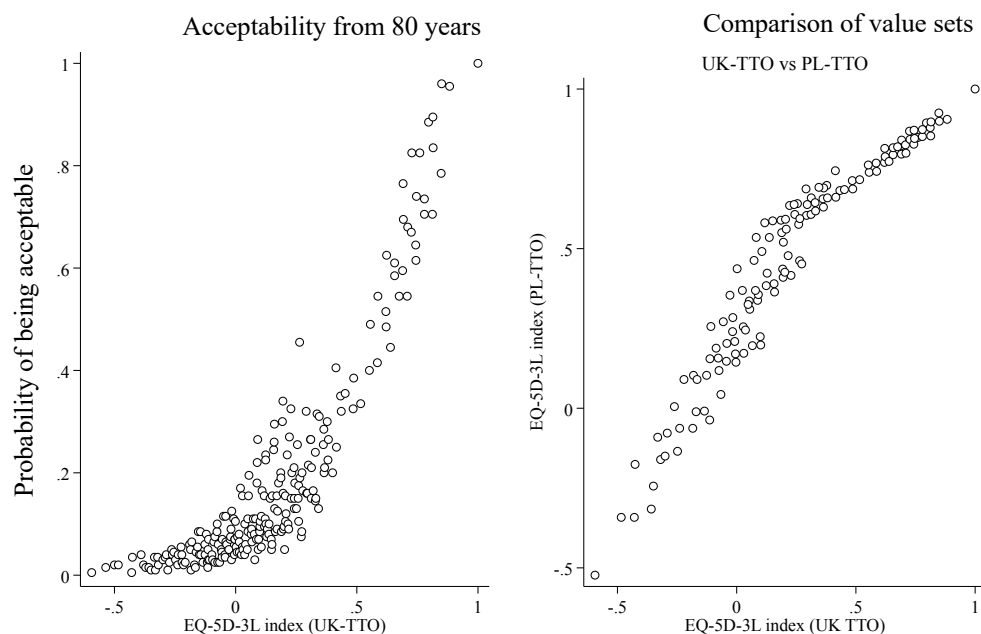 Acceptability from 80 years
Probability of being acceptable
1
.8
.6
.4
.2
0
-.5
0
.5
1
EQ-5D-3L index (UK-TTO)
Comparison of value sets
UK-TTO vs PL-TTO
EQ-5D-3L index (PL-TTO)
1
.5
0
-.5
-.5
0
.5
1
EQ-5D-3L index (UK TTO)